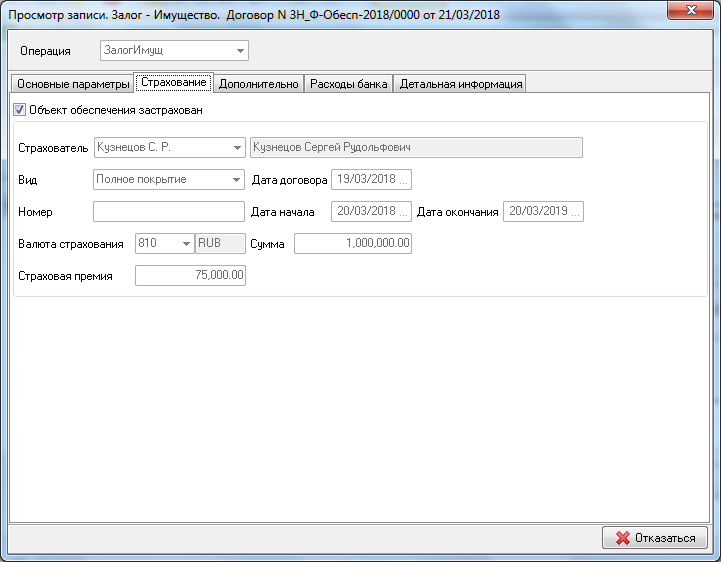 Просмотр записи. Залог - Имущество. Договор N ЗН_Ф-Обесп-2018/0000 от 21/03/2018
Операция ЗалогИмущ
Основные параметры Страхование Дополнительно Расходы банка Детальная информация
Объект обеспечения застрахован
Страхователь Кузнецов С. Р. Кузнецов Сергей Рудольфович
Вид Полное покрытие Дата договора 19/03/2018 ...
Номер Дата начала 20/03/2018 ... Дата окончания 20/03/2019 ...
Валюта страхования 810 RUB Сумма 1,000,000.00
Страховая премия 75,000.00
Отказаться